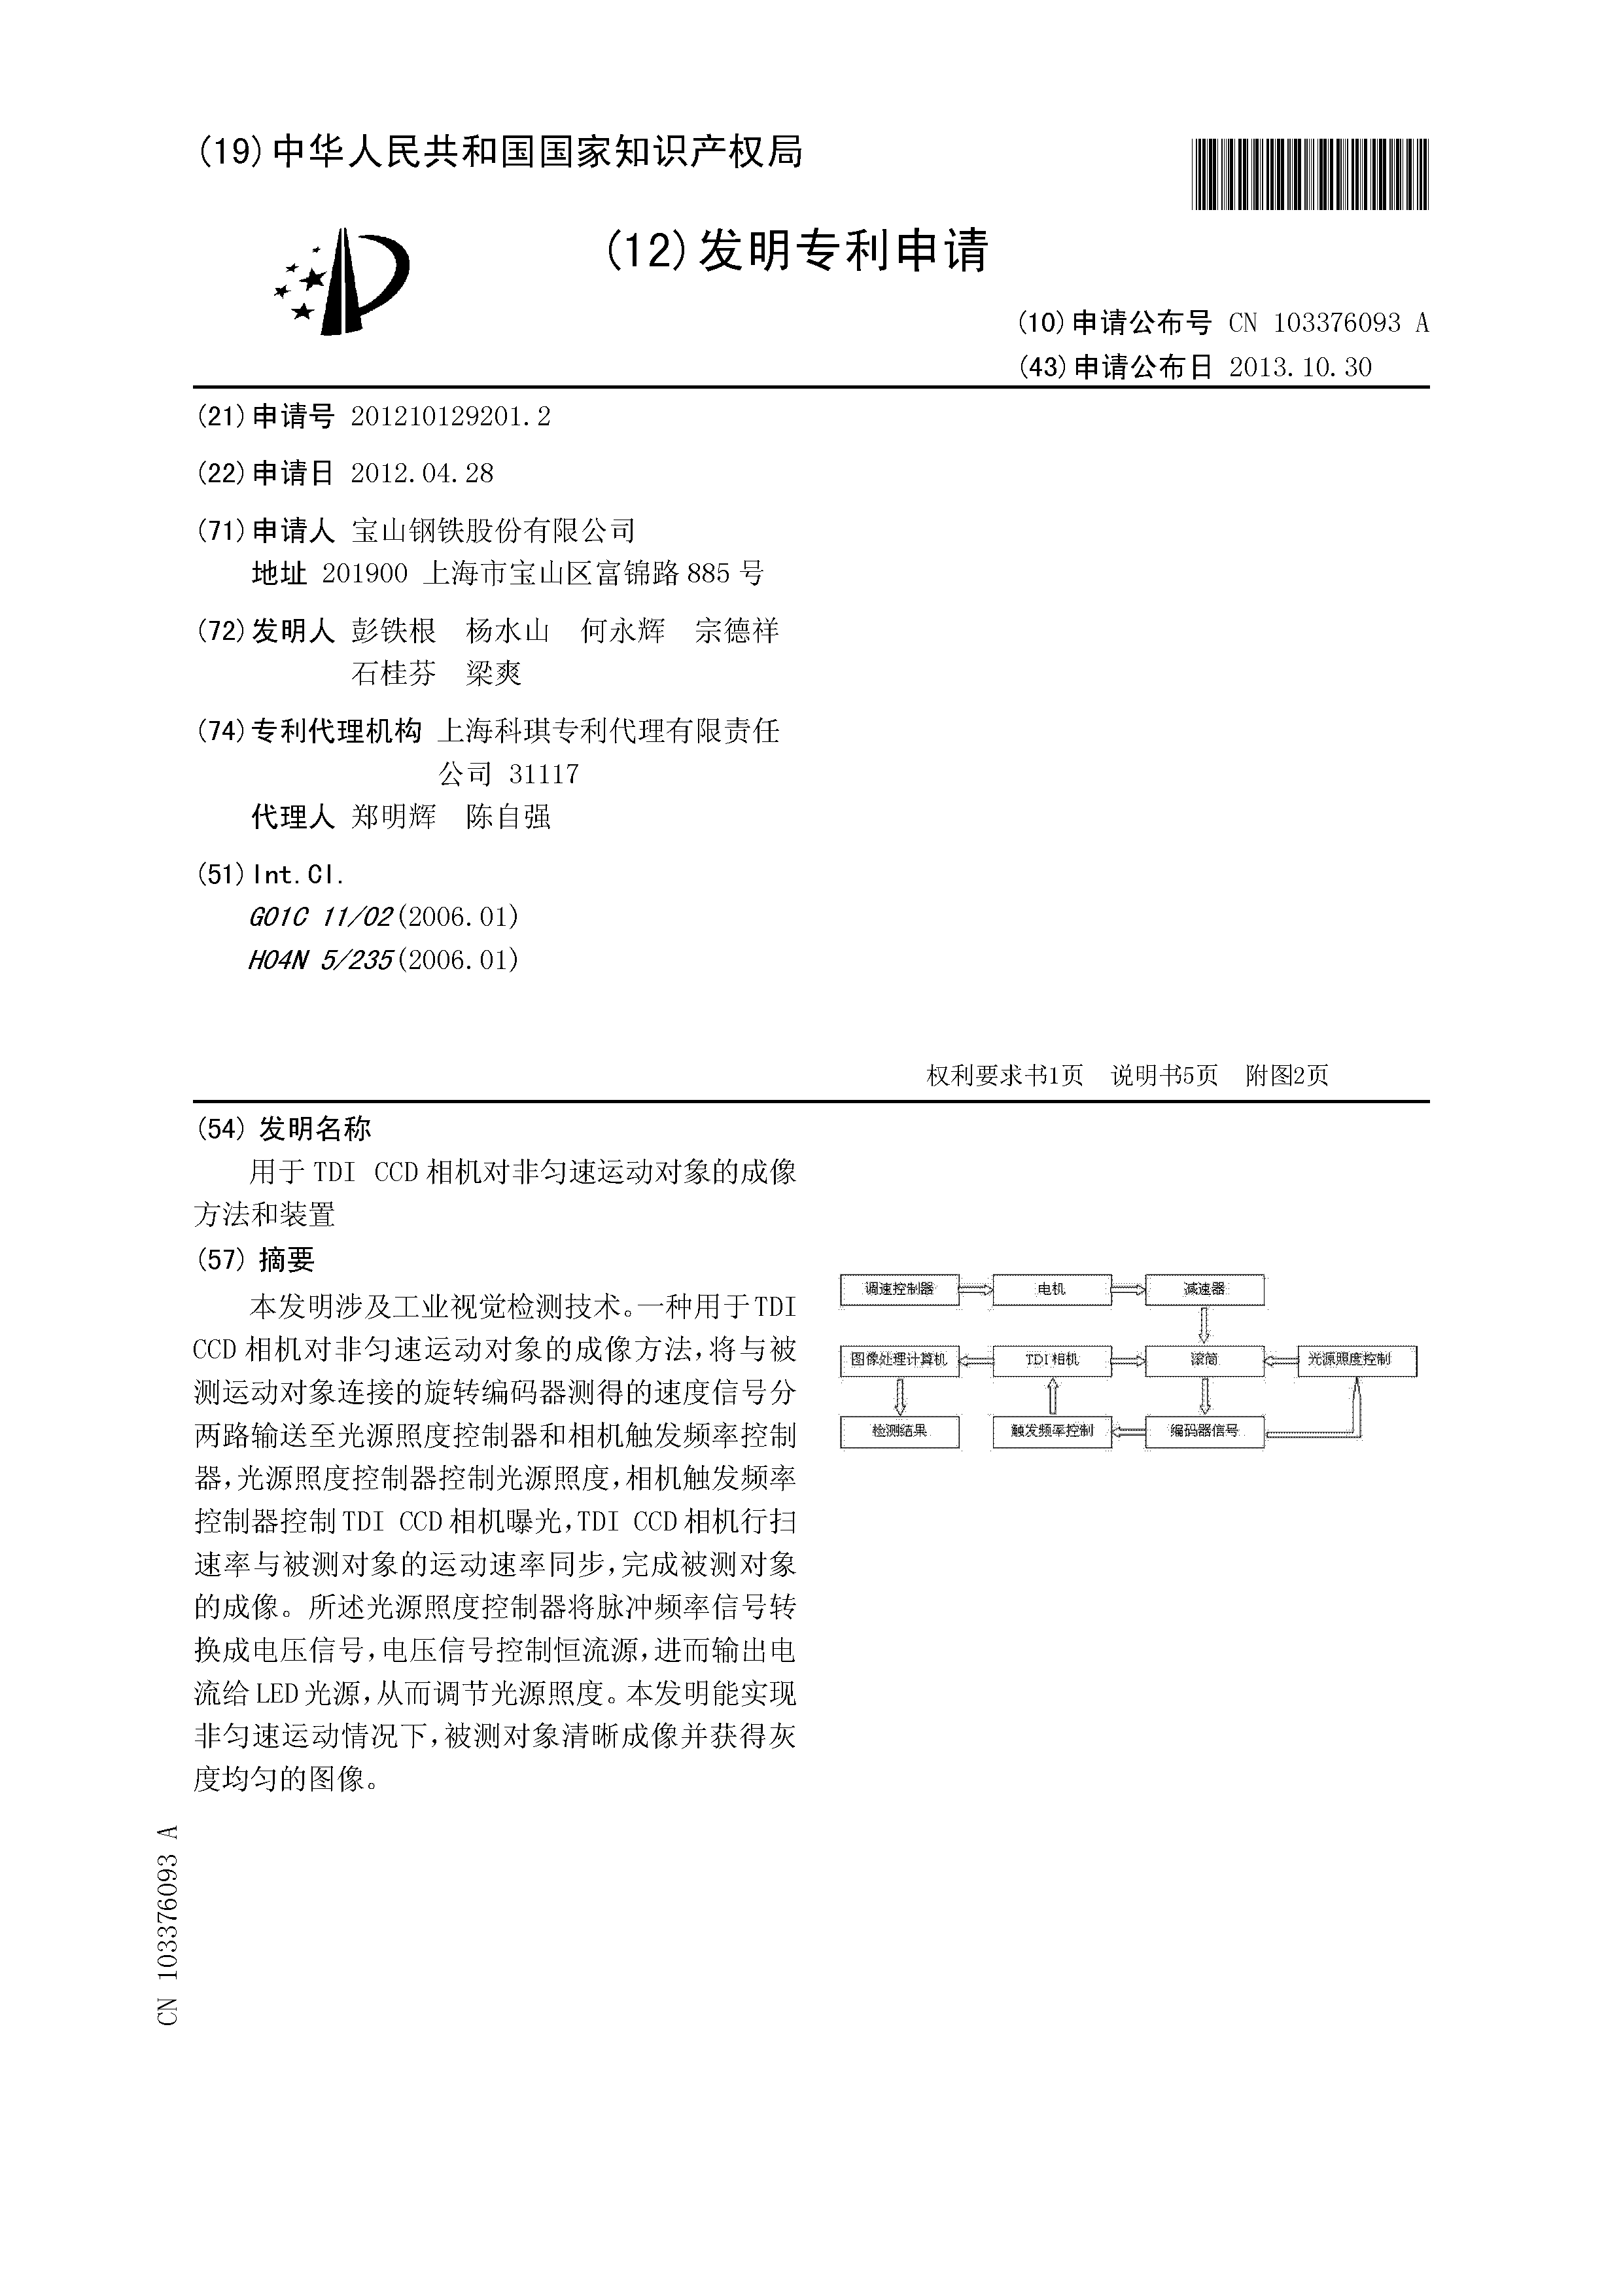 (19)中华人民共和国国家知识产权局
(12)发明专利申请
(10)申请公布号 CN 103376093 A
(43)申请公布日 2013.10.30
(21)申请号 201210129201.2
(22)申请日 2012.04.28
(71)申请人 宝山钢铁股份有限公司
地址 201900 上海市宝山区富锦路885号
(72)发明人 彭铁根 杨水山 何永辉 宗德祥
石桂芬 梁爽
(74)专利代理机构 上海科琪专利代理有限责任
公司 31117
代理人 郑明辉 陈自强
(51)Int.Cl.
G01C 11/02(2006.01)
H04N 5/235(2006.01)
权利要求书1页 说明书5页 附图2页
(54)发明名称
用于 TDI CCD 相机对非匀速运动对象的成像
方法和装置
(57)摘要
本发明涉及工业视觉检测技术。一种用于TDI
CCD 相机对非匀速运动对象的成像方法,将与被
测运动对象连接的旋转编码器测得的速度信号分
两路输送至光源照度控制器和相机触发频率控制
器,光源照度控制器控制光源照度,相机触发频率
控制器控制TDI CCD相机曝光,TDI CCD相机行扫
速率与被测对象的运动速率同步,完成被测对象
的成像。所述光源照度控制器将脉冲频率信号转
换成电压信号,电压信号控制恒流源,进而输出电
流给LED光源,从而调节光源照度。本发明能实现
非匀速运动情况下,被测对象清晰成像并获得灰
度均匀的图像。
调速控制器 电机 减速器
图像处理计算机 TDI相机 滚筒 光源照度控制
检测结果 触发频率控制 编码器信号
CN 103376093 A